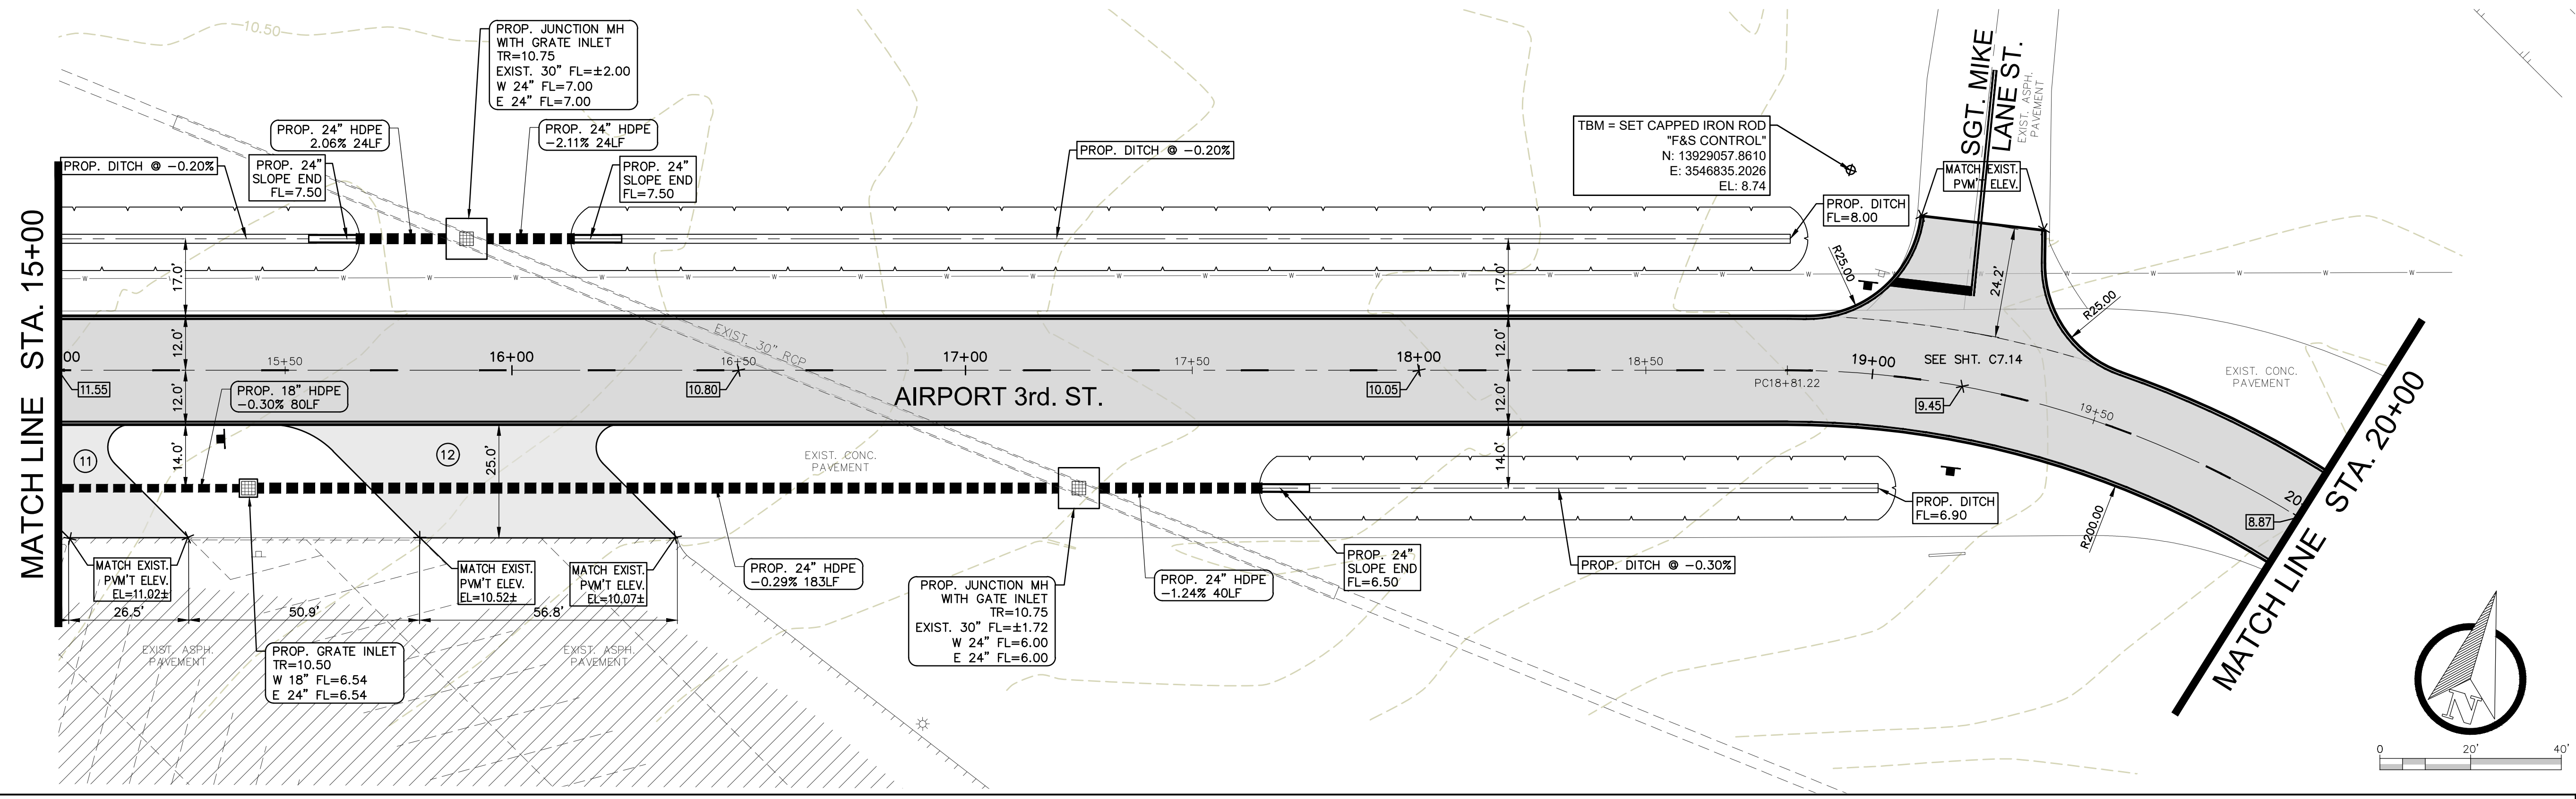 10.50
PROP. JUNCTION MH
WITH GRATE INLET
TR=10.75
EXIST. 30" FL=±2.00
W 24" FL=7.00
E 24" FL=7.00
PROP. 24" HDPE
2.06% 24LF
PROP. 24" HDPE
-2.11% 24LF
PROP. DITCH @ -0.20%
PROP. 24"
SLOPE END
FL=7.50
PROP. 24"
SLOPE END
FL=7.50
PROP. DITCH @ -0.20%
TBM = SET CAPPED IRON ROD
"F&S CONTROL"
N: 13929057.8610
E: 3546835.2026
EL: 8.74
PROP. DITCH
FL=8.00
SGT. MIKE
LANE ST.
EXIST. ASPH.
PAVEMENT
MATCH EXIST.
PVM'T ELEV.
MATCH LINE STA. 15+00
17.0'
17.0'
W W W W W W W W W W W W W W W W W W W W W W W W W W W W
R25.00
24.2'
R25.00
12.0'
12.0'
EXIST. 30" RCP
00
15+50
16+00
16+50
17+00
17+50
18+00
18+50
19+00
SEE SHT. C7.14
PC18+81.22
19+50
20
11.55
10.80
10.05
9.45
8.87
AIRPORT 3rd. ST.
12.0'
12.0'
PROP. 18" HDPE
-0.30% 80LF
EXIST. CONC.
PAVEMENT
11
12
14.0'
25.0'
14.0'
EXIST. CONC.
PAVEMENT
PROP. DITCH
FL=6.90
R200.00
MATCH LINE STA. 20+00
MATCH EXIST.
PVM'T ELEV.
EL=11.02±
MATCH EXIST.
PVM'T ELEV.
EL=10.52±
MATCH EXIST.
PVM'T ELEV.
EL=10.07±
PROP. 24" HDPE
-0.29% 183LF
PROP. JUNCTION MH
WITH GATE INLET
TR=10.75
EXIST. 30" FL=±1.72
W 24" FL=6.00
E 24" FL=6.00
PROP. 24" HDPE
-1.24% 40LF
PROP. 24"
SLOPE END
FL=6.50
PROP. DITCH @ -0.30%
26.5'
50.9'
56.8'
EXIST. ASPH.
PAVEMENT
PROP. GRATE INLET
TR=10.50
W 18" FL=6.54
E 24" FL=6.54
EXIST. ASPH.
PAVEMENT
N
0 20' 40'